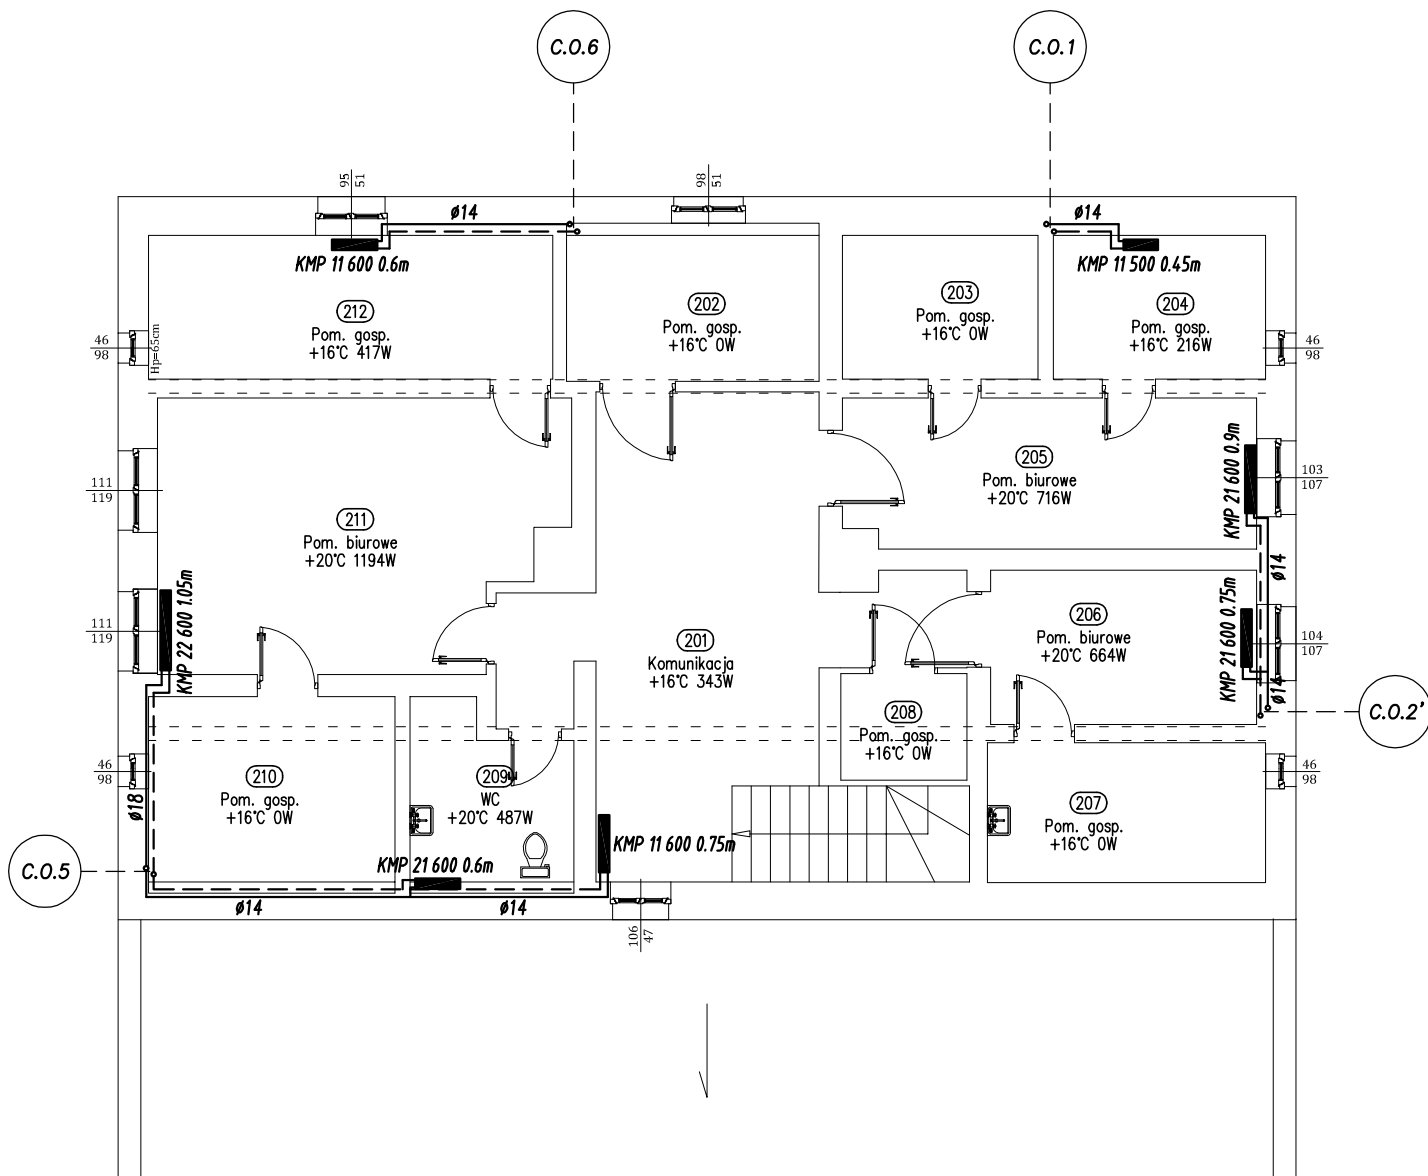 C.O.6
C.O.1
95
51
98
51
ø14
ø14
KMP 11 600 0.6m
KMP 11 500 0.45m
212
Pom. gosp.
+16°C 417W
202
Pom. gosp.
+16°C 0W
203
Pom. gosp.
+16°C 0W
204
Pom. gosp.
+16°C 216W
46
98
Hp=65cm
46
98
111
119
211
Pom. biurowe
+20°C 1194W
205
Pom. biurowe
+20°C 716W
KMP 21 600 0.9m
103
107
ø14
111
119
KMP 22 600 1.05m
201
Komunikacja
+16°C 343W
206
Pom. biurowe
+20°C 664W
KMP 21 600 0.75m
104
107
ø14
C.O.2'
208
Pom. gosp.
+16°C 0W
46
98
ø18
210
Pom. gosp.
+16°C 0W
209
WC
+20°C 487W
207
Pom. gosp.
+16°C 0W
46
98
KMP 11 600 0.75m
KMP 21 600 0.6m
C.O.5
ø14
ø14
106
47